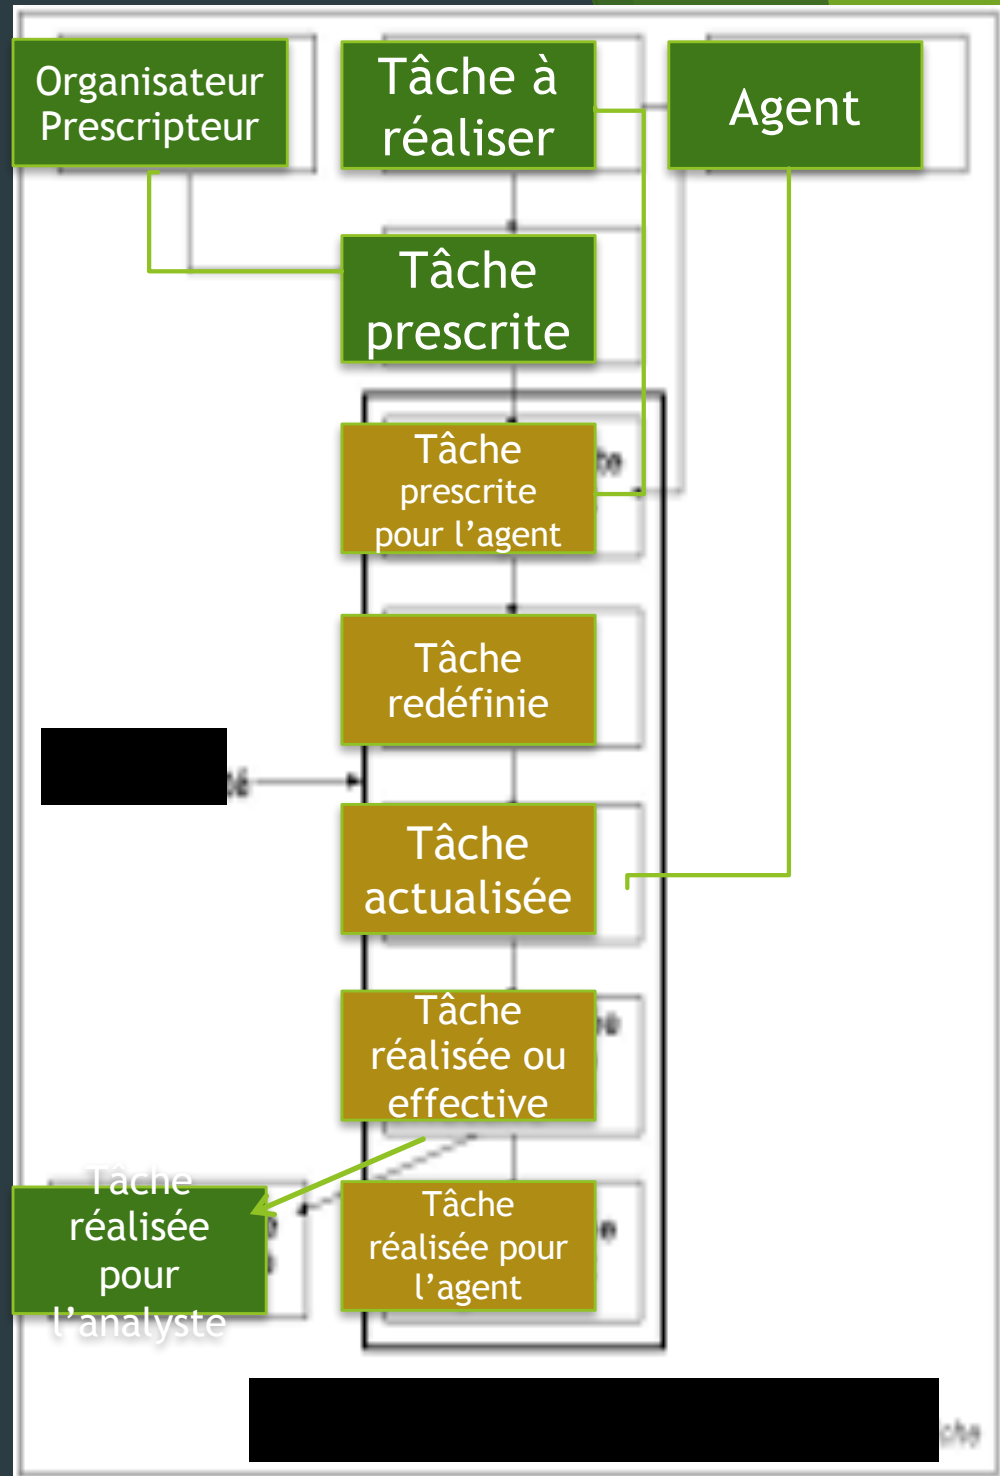 Organisateur
Prescripteur
Tâche à
réaliser
Agent
Tâche
prescrite
Tâche
prescrite
pour l’agent
Tâche
redéfinie
Tâche
actualisée
Tâche
réalisée ou
effective
Tâche
réalisée
pour
l’analyste
Tâche
réalisée pour
l’agent